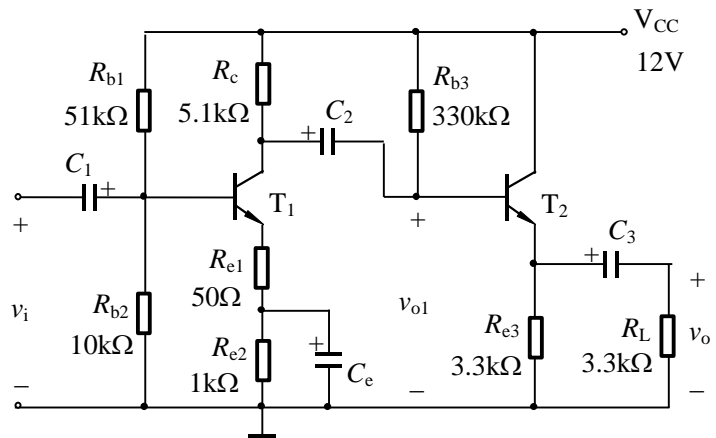 V_CC
12V
R_b1
51kΩ
R_c
5.1kΩ
C_2
+
R_b3
330kΩ
C_1
+
T_1
+
T_2
C_3
+
+
R_e1
50Ω
v_i
R_b2
10kΩ
R_e2
1kΩ
+
C_e
v_o1
R_e3
3.3kΩ
R_L
3.3kΩ
v_o
+
−
−
−